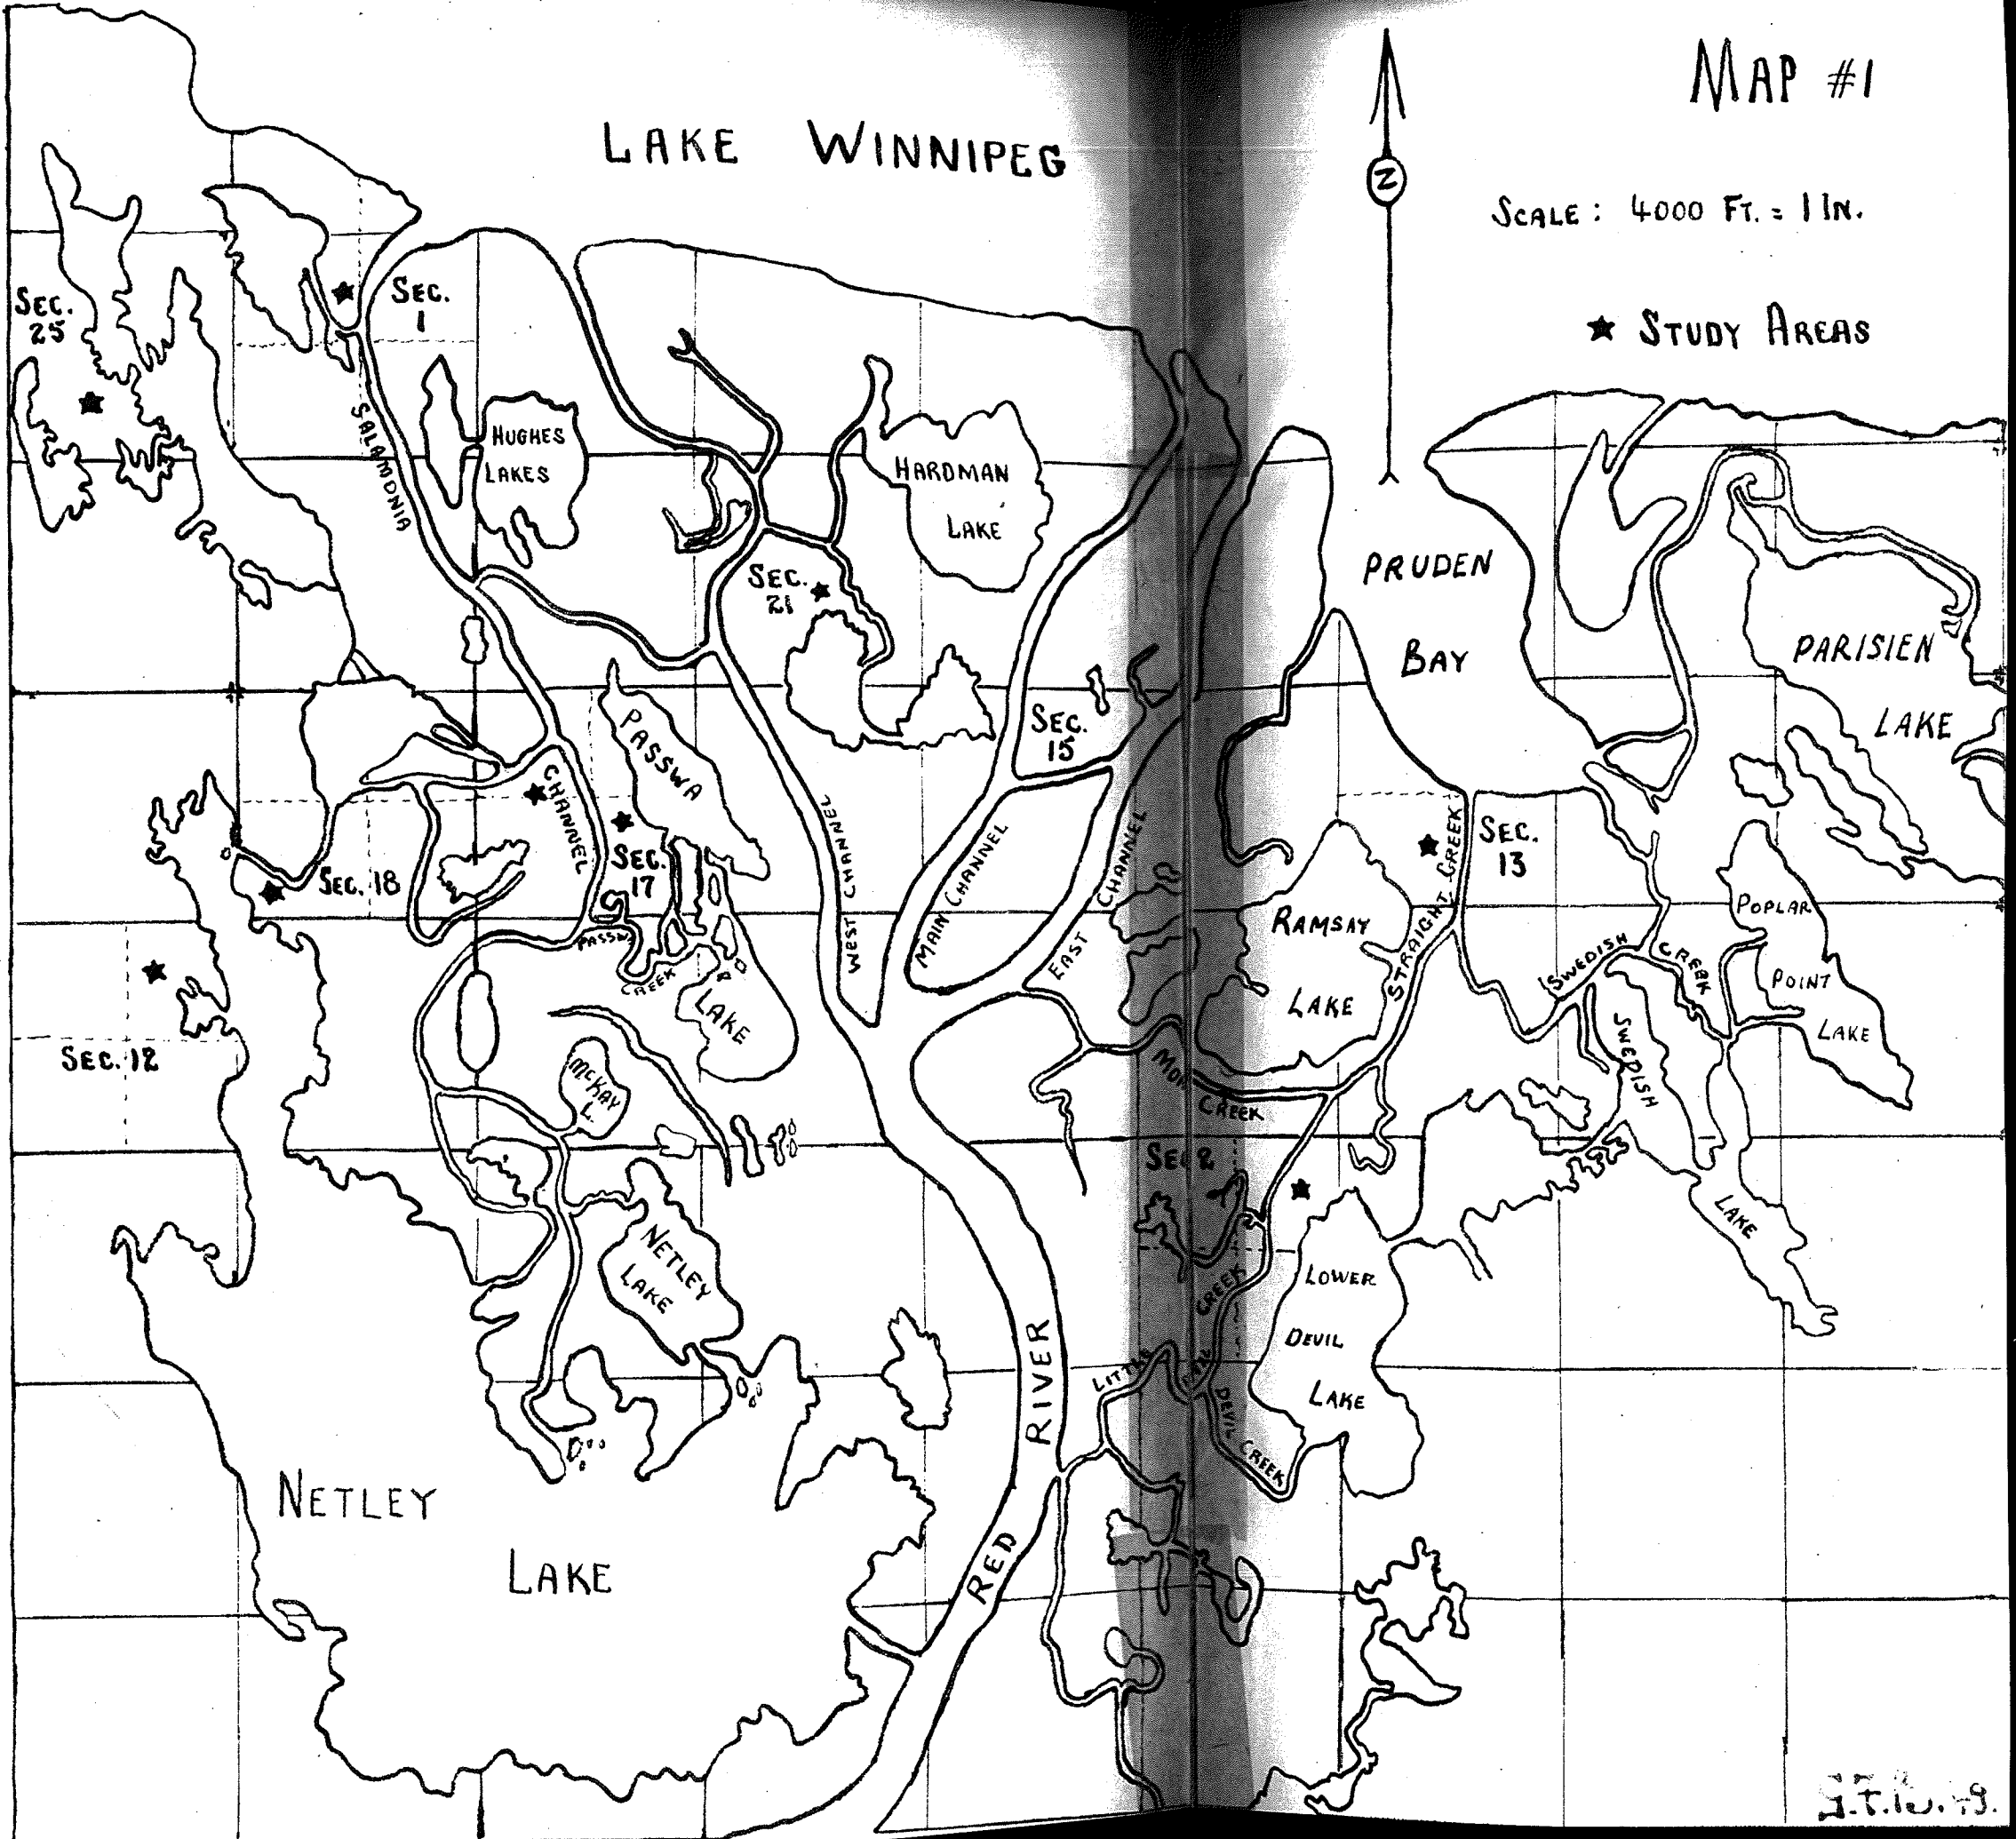 MAP #1
LAKE WINNIPEG
N
SCALE: 4000 FT. = 1 IN.
★ STUDY AREAS
SEC.
25
SEC.
1
SALAMONIA
HUGHES
LAKES
HARDMAN
LAKE
PRUDEN
BAY
SEC.
21
PARISIEN
LAKE
PASSWA
SEC.
15
CHANNEL
WEST CHANNEL
MAIN CHANNEL
EAST CHANNEL
SEC.
17
SEC. 18
STRAIGHT CREEK
SEC.
13
RAMSAY
LAKE
POPLAR
POINT
LAKE
PASSWA
CREEK
LAKE
SWEDISH CREEK
SWEDISH
LAKE
SEC. 12
MCKAY
L.
CREEK
SEC 2
NETLEY
LAKE
LOWER
DEVIL
LAKE
CREEK
LITTLE
DEVIL CREEK
RED RIVER
NETLEY
LAKE